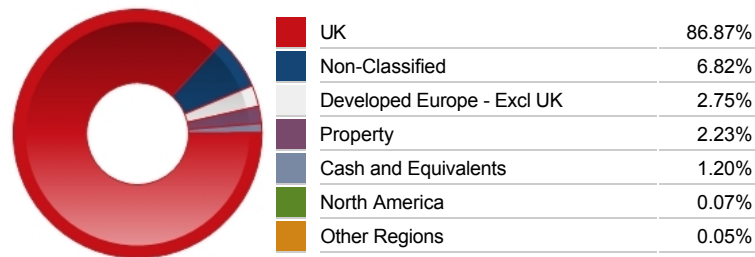 UK 86.87%
Non-Classified 6.82%
Developed Europe - Excl UK 2.75%
Property 2.23%
Cash and Equivalents 1.20%
North America 0.07%
Other Regions 0.05%